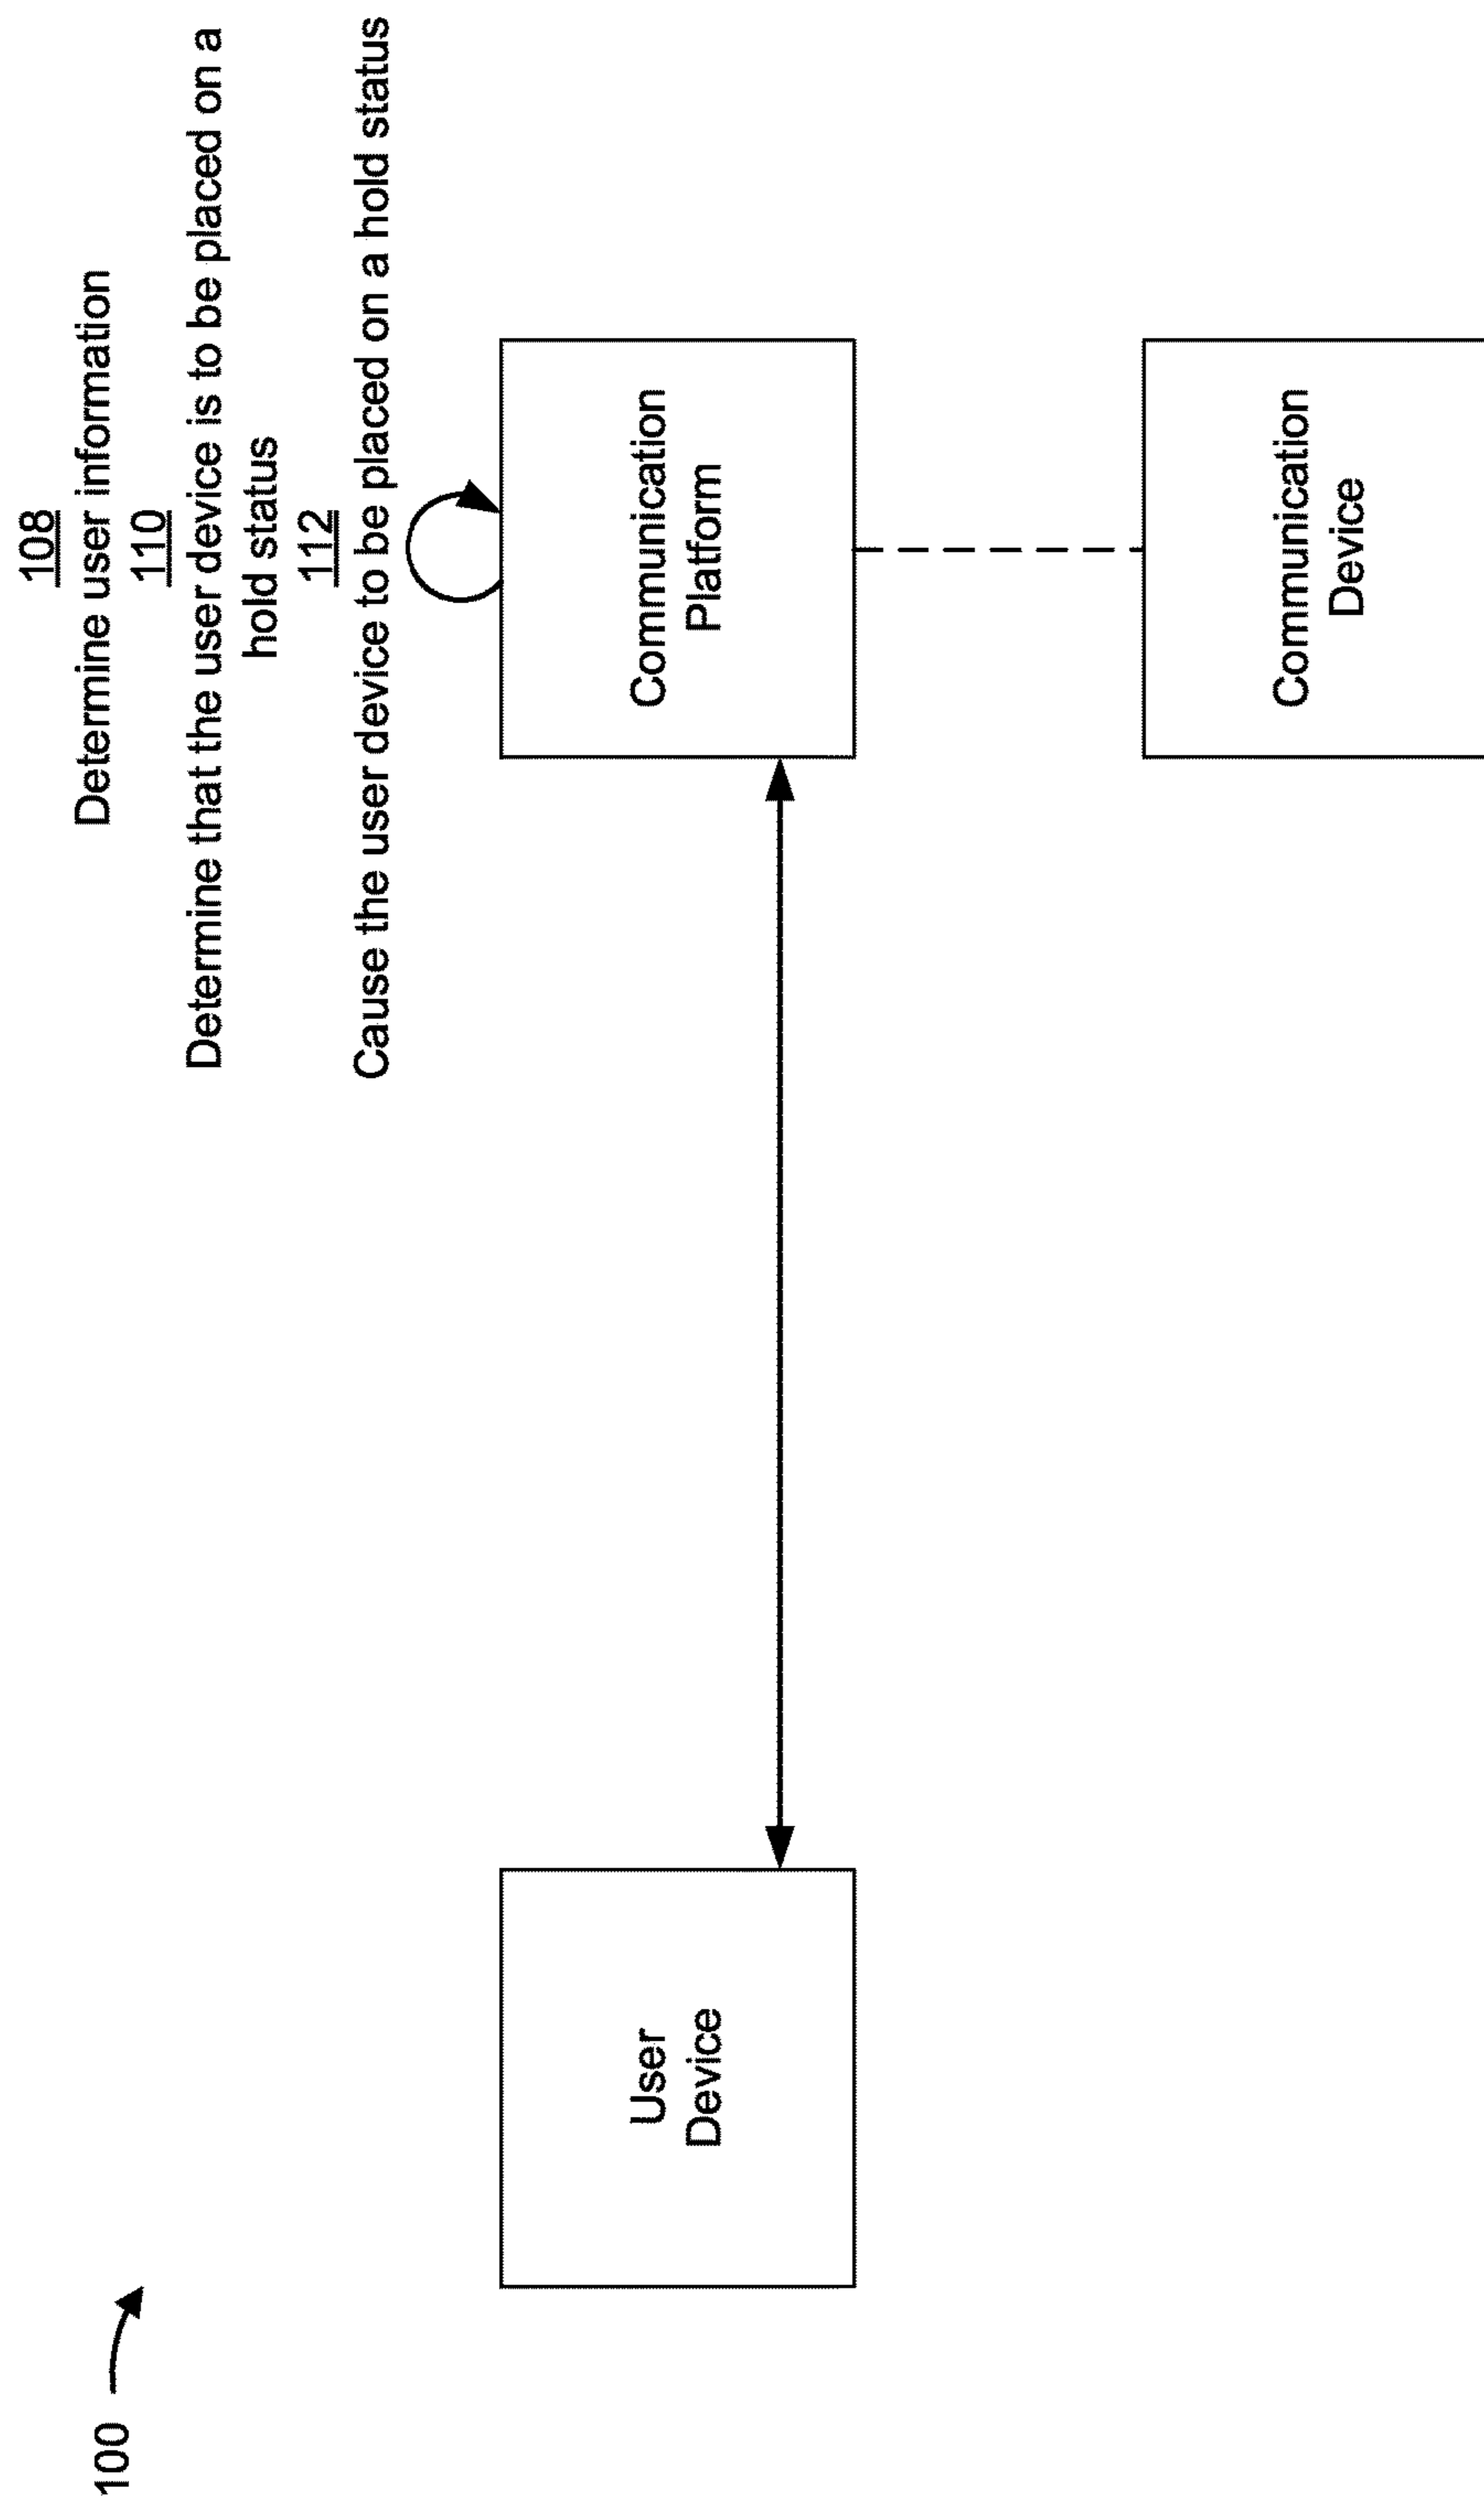 100
108
Determine user information
110
Determine that the user device is to be placed on a
hold status
112
Cause the user device to be placed on a hold status
User
Device
Communication
Platform
Communication
Device